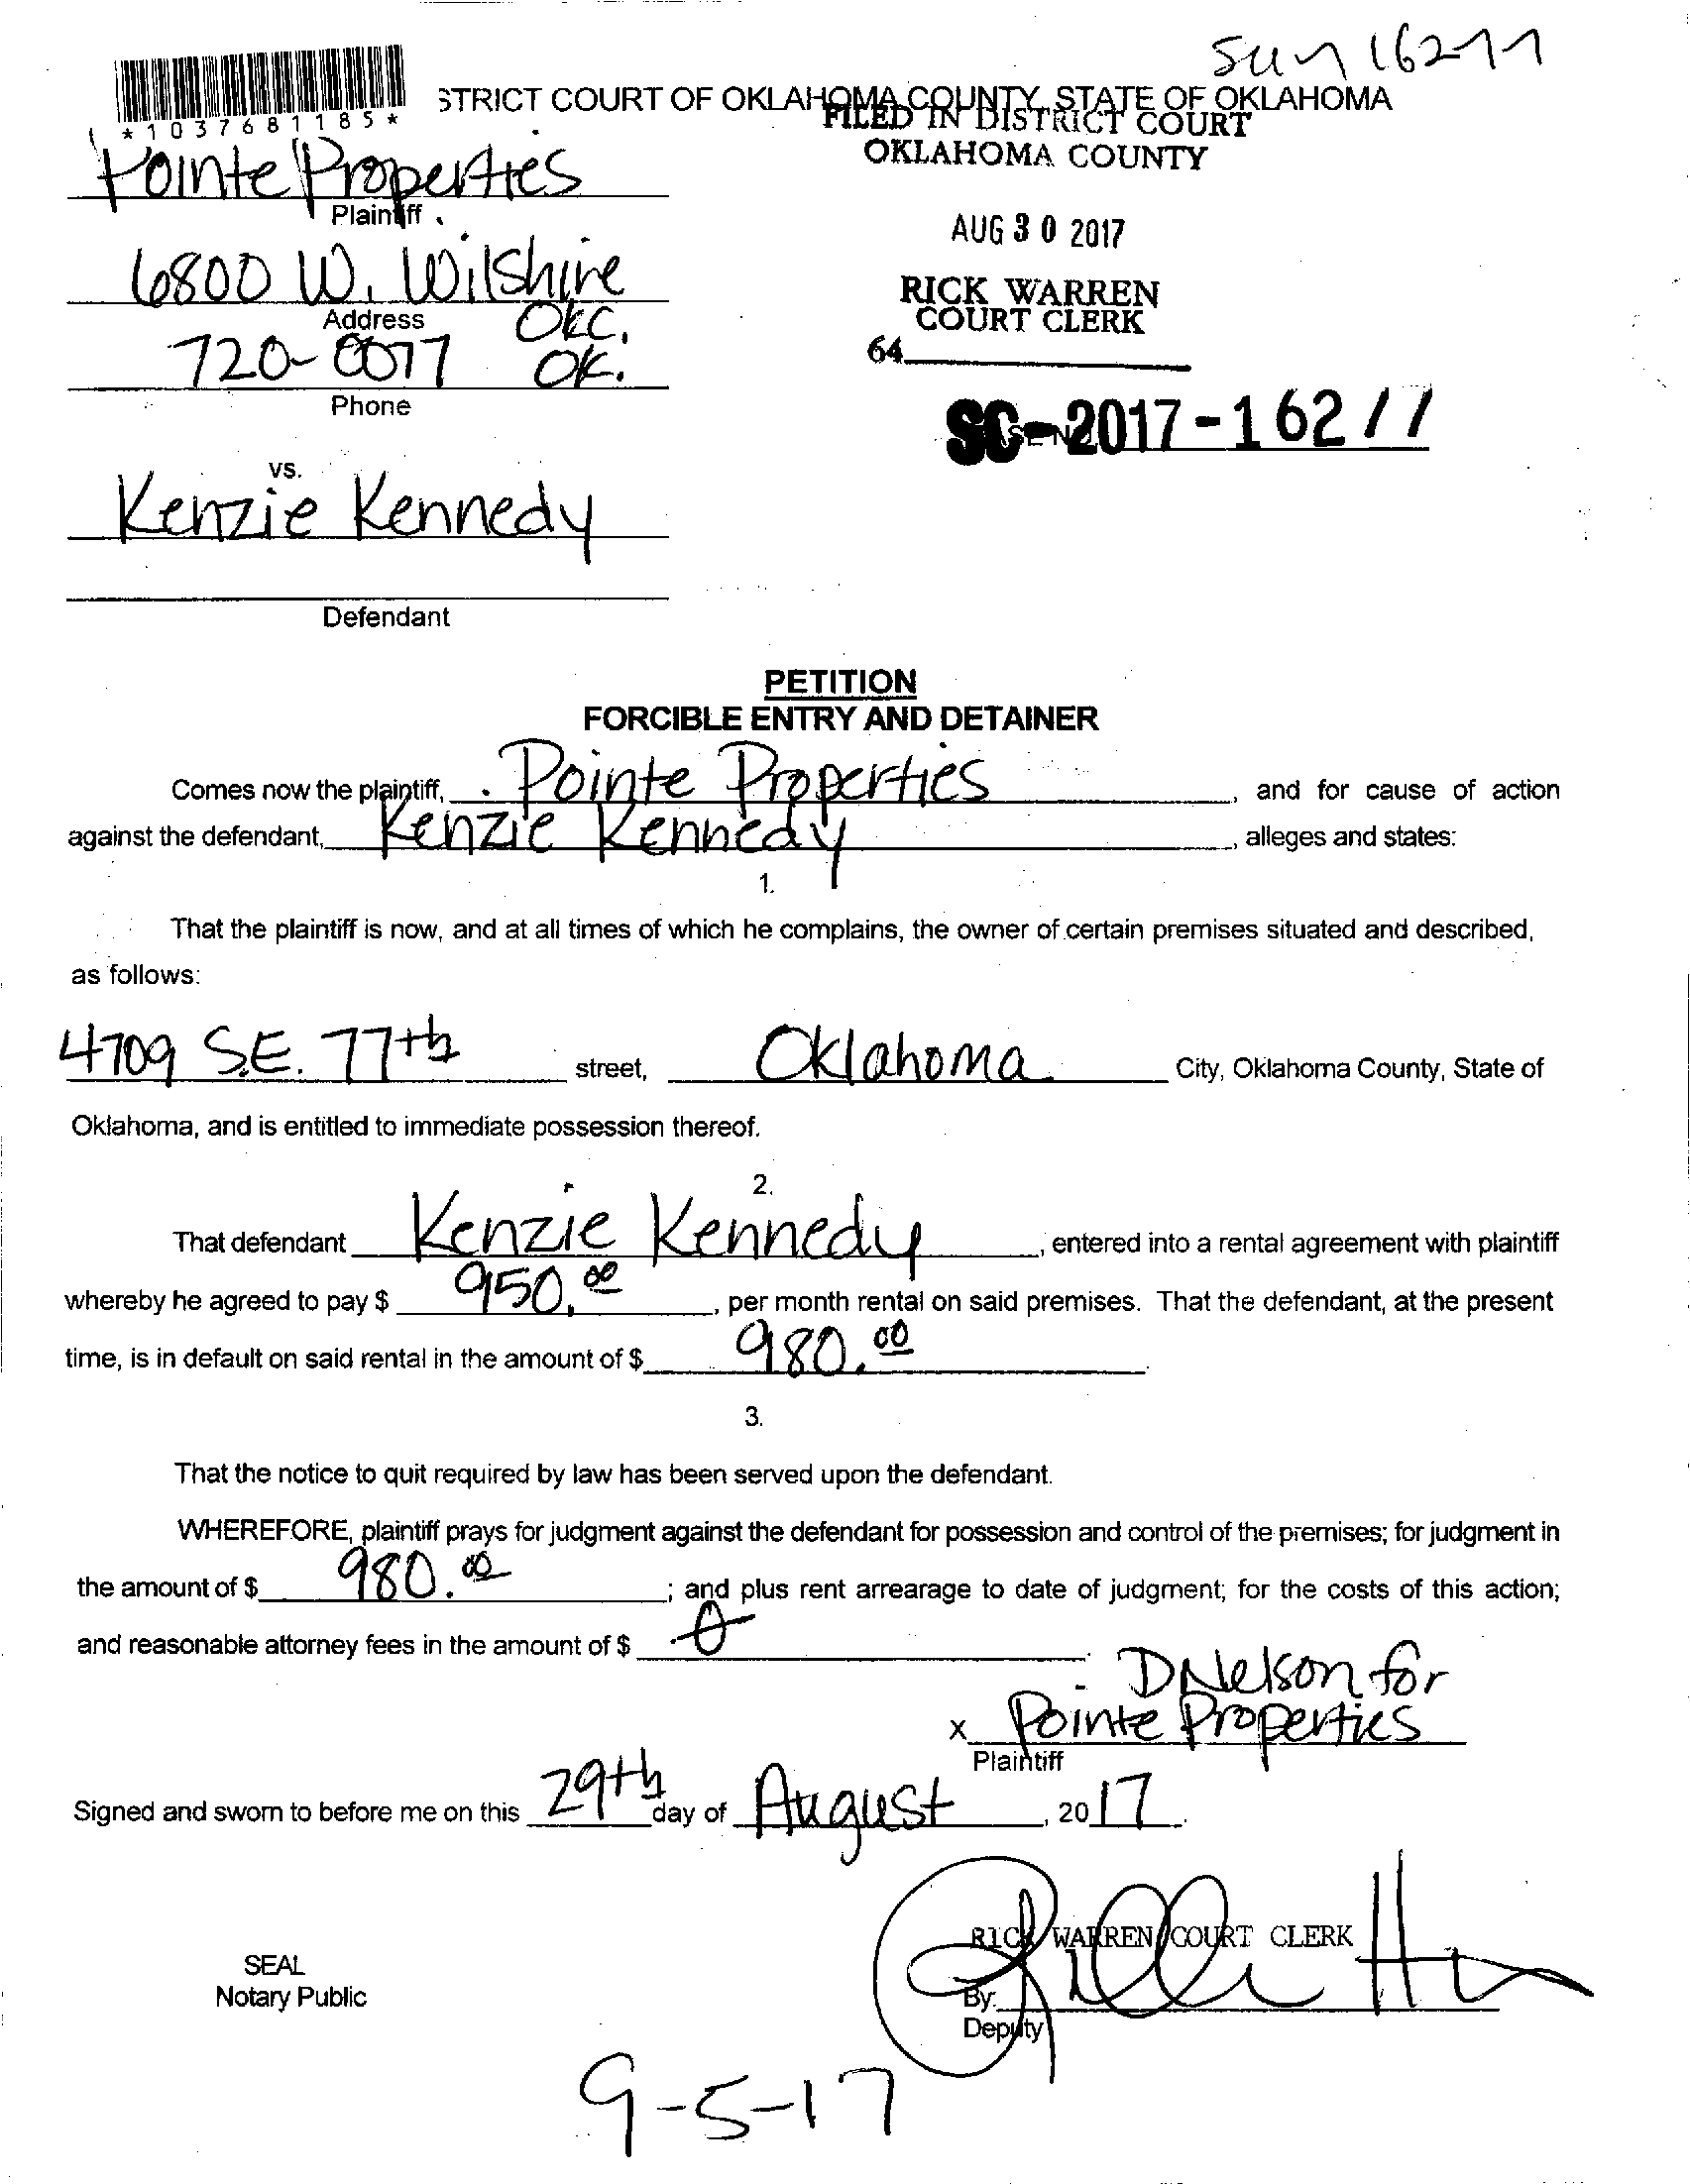 *1037681185*
STRICT COURT OF OKLAHOMA COUNTY, STATE OF OKLAHOMA
FILED IN DISTRICT COURT
OKLAHOMA COUNTY
Pointe Properties
Plaintiff
AUG 30 2017
6800 W. Wilshire
RICK WARREN
COURT CLERK
Address
OKC.
OK.
720-0077
64
Phone
SC-2017-16277
vs.
Kenzie Kennedy
Defendant
PETITION
FORCIBLE ENTRY AND DETAINER
Comes now the plaintiff, Pointe Properties, and for cause of action
against the defendant, Kenzie Kennedy, alleges and states:
1.
That the plaintiff is now, and at all times of which he complains, the owner of certain premises situated and described,
as follows:
4709 S.E. 77th street, Oklahoma City, Oklahoma County, State of
Oklahoma, and is entitled to immediate possession thereof.
2.
That defendant Kenzie Kennedy, entered into a rental agreement with plaintiff
whereby he agreed to pay $ 950.00, per month rental on said premises. That the defendant, at the present
time, is in default on said rental in the amount of $ 980.00.
3.
That the notice to quit required by law has been served upon the defendant.
WHEREFORE, plaintiff prays for judgment against the defendant for possession and control of the premises; for judgment in
the amount of $ 980.00; and plus rent arrearage to date of judgment; for the costs of this action;
and reasonable attorney fees in the amount of $ 0.
DNelson for
x Pointe Properties
Plaintiff
Signed and sworn to before me on this 29th day of August, 2017.
RICK WARREN COURT CLERK
SEAL
Notary Public
By:
Deputy
9-5-17